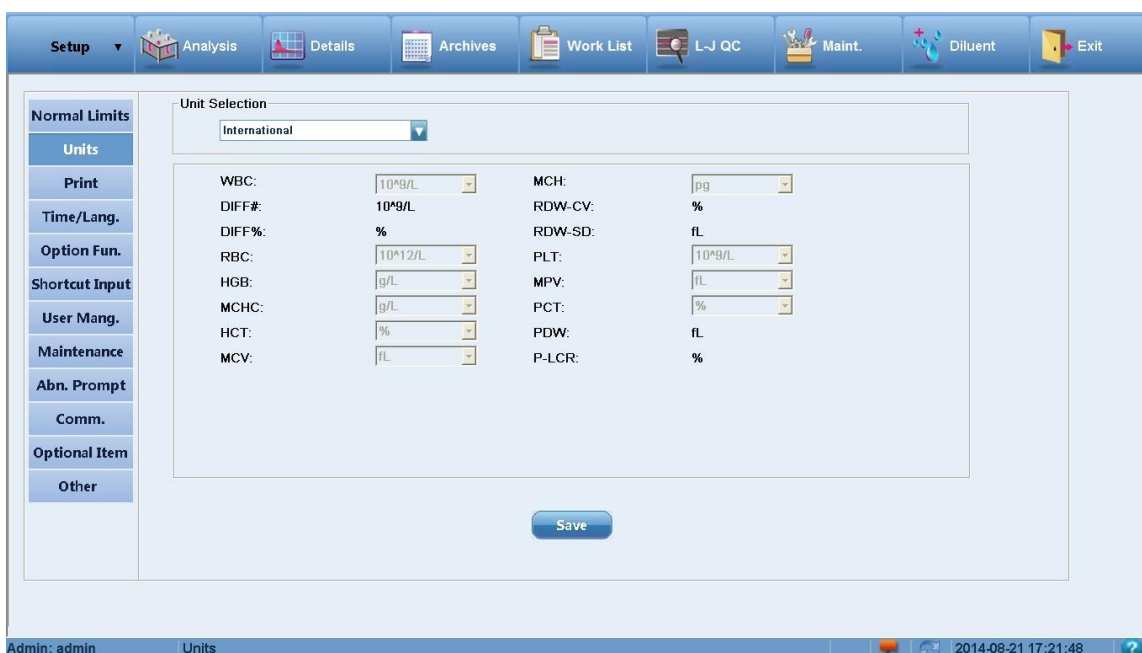 Setup ▼ Analysis Details Archives Work List L-J QC Maint. Diluent Exit
Normal Limits
Units
Print
Time/Lang.
Option Fun.
Shortcut Input
User Mang.
Maintenance
Abn. Prompt
Comm.
Optional Item
Other
Unit Selection
International
WBC: 10^9/L MCH: pg
DIFF#: 10^9/L RDW-CV: %
DIFF%: % RDW-SD: fL
RBC: 10^12/L PLT: 10^9/L
HGB: g/L MPV: fL
MCHC: g/L PCT: %
HCT: % PDW: fL
MCV: fL P-LCR: %
Save
Admin: admin Units 2014-08-21 17:21:48 ?